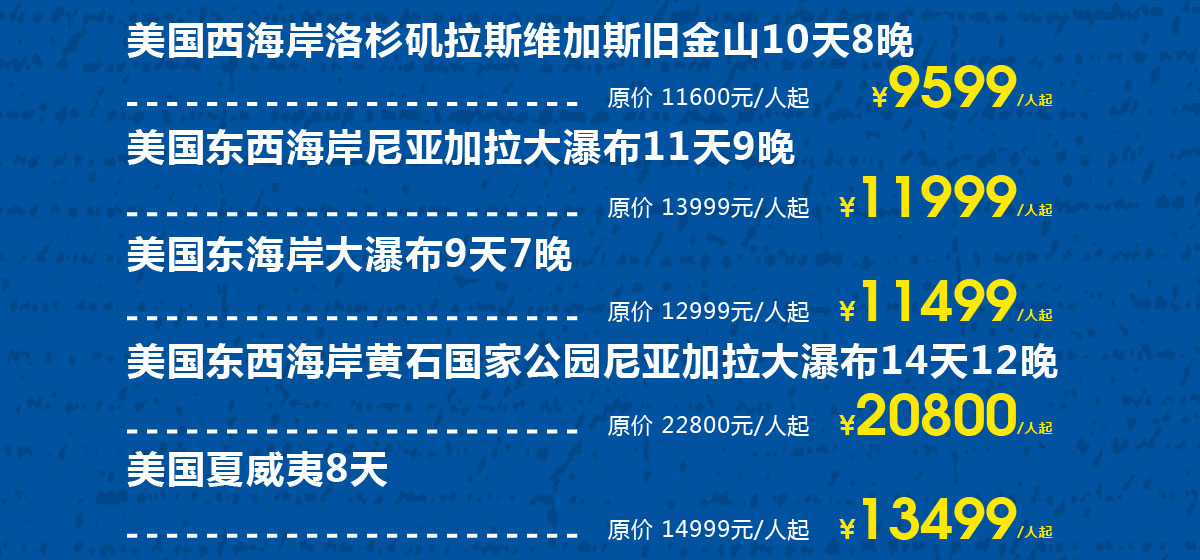 美国西海岸洛杉矶拉斯维加斯旧金山10天8晚
原价 11600元/人起 ¥9599/人起
美国东西海岸尼亚加拉大瀑布11天9晚
原价 13999元/人起 ¥11999/人起
美国东海岸大瀑布9天7晚
原价 12999元/人起 ¥11499/人起
美国东西海岸黄石国家公园尼亚加拉大瀑布14天12晚
原价 22800元/人起 ¥20800/人起
美国夏威夷8天
原价 14999元/人起 ¥13499/人起